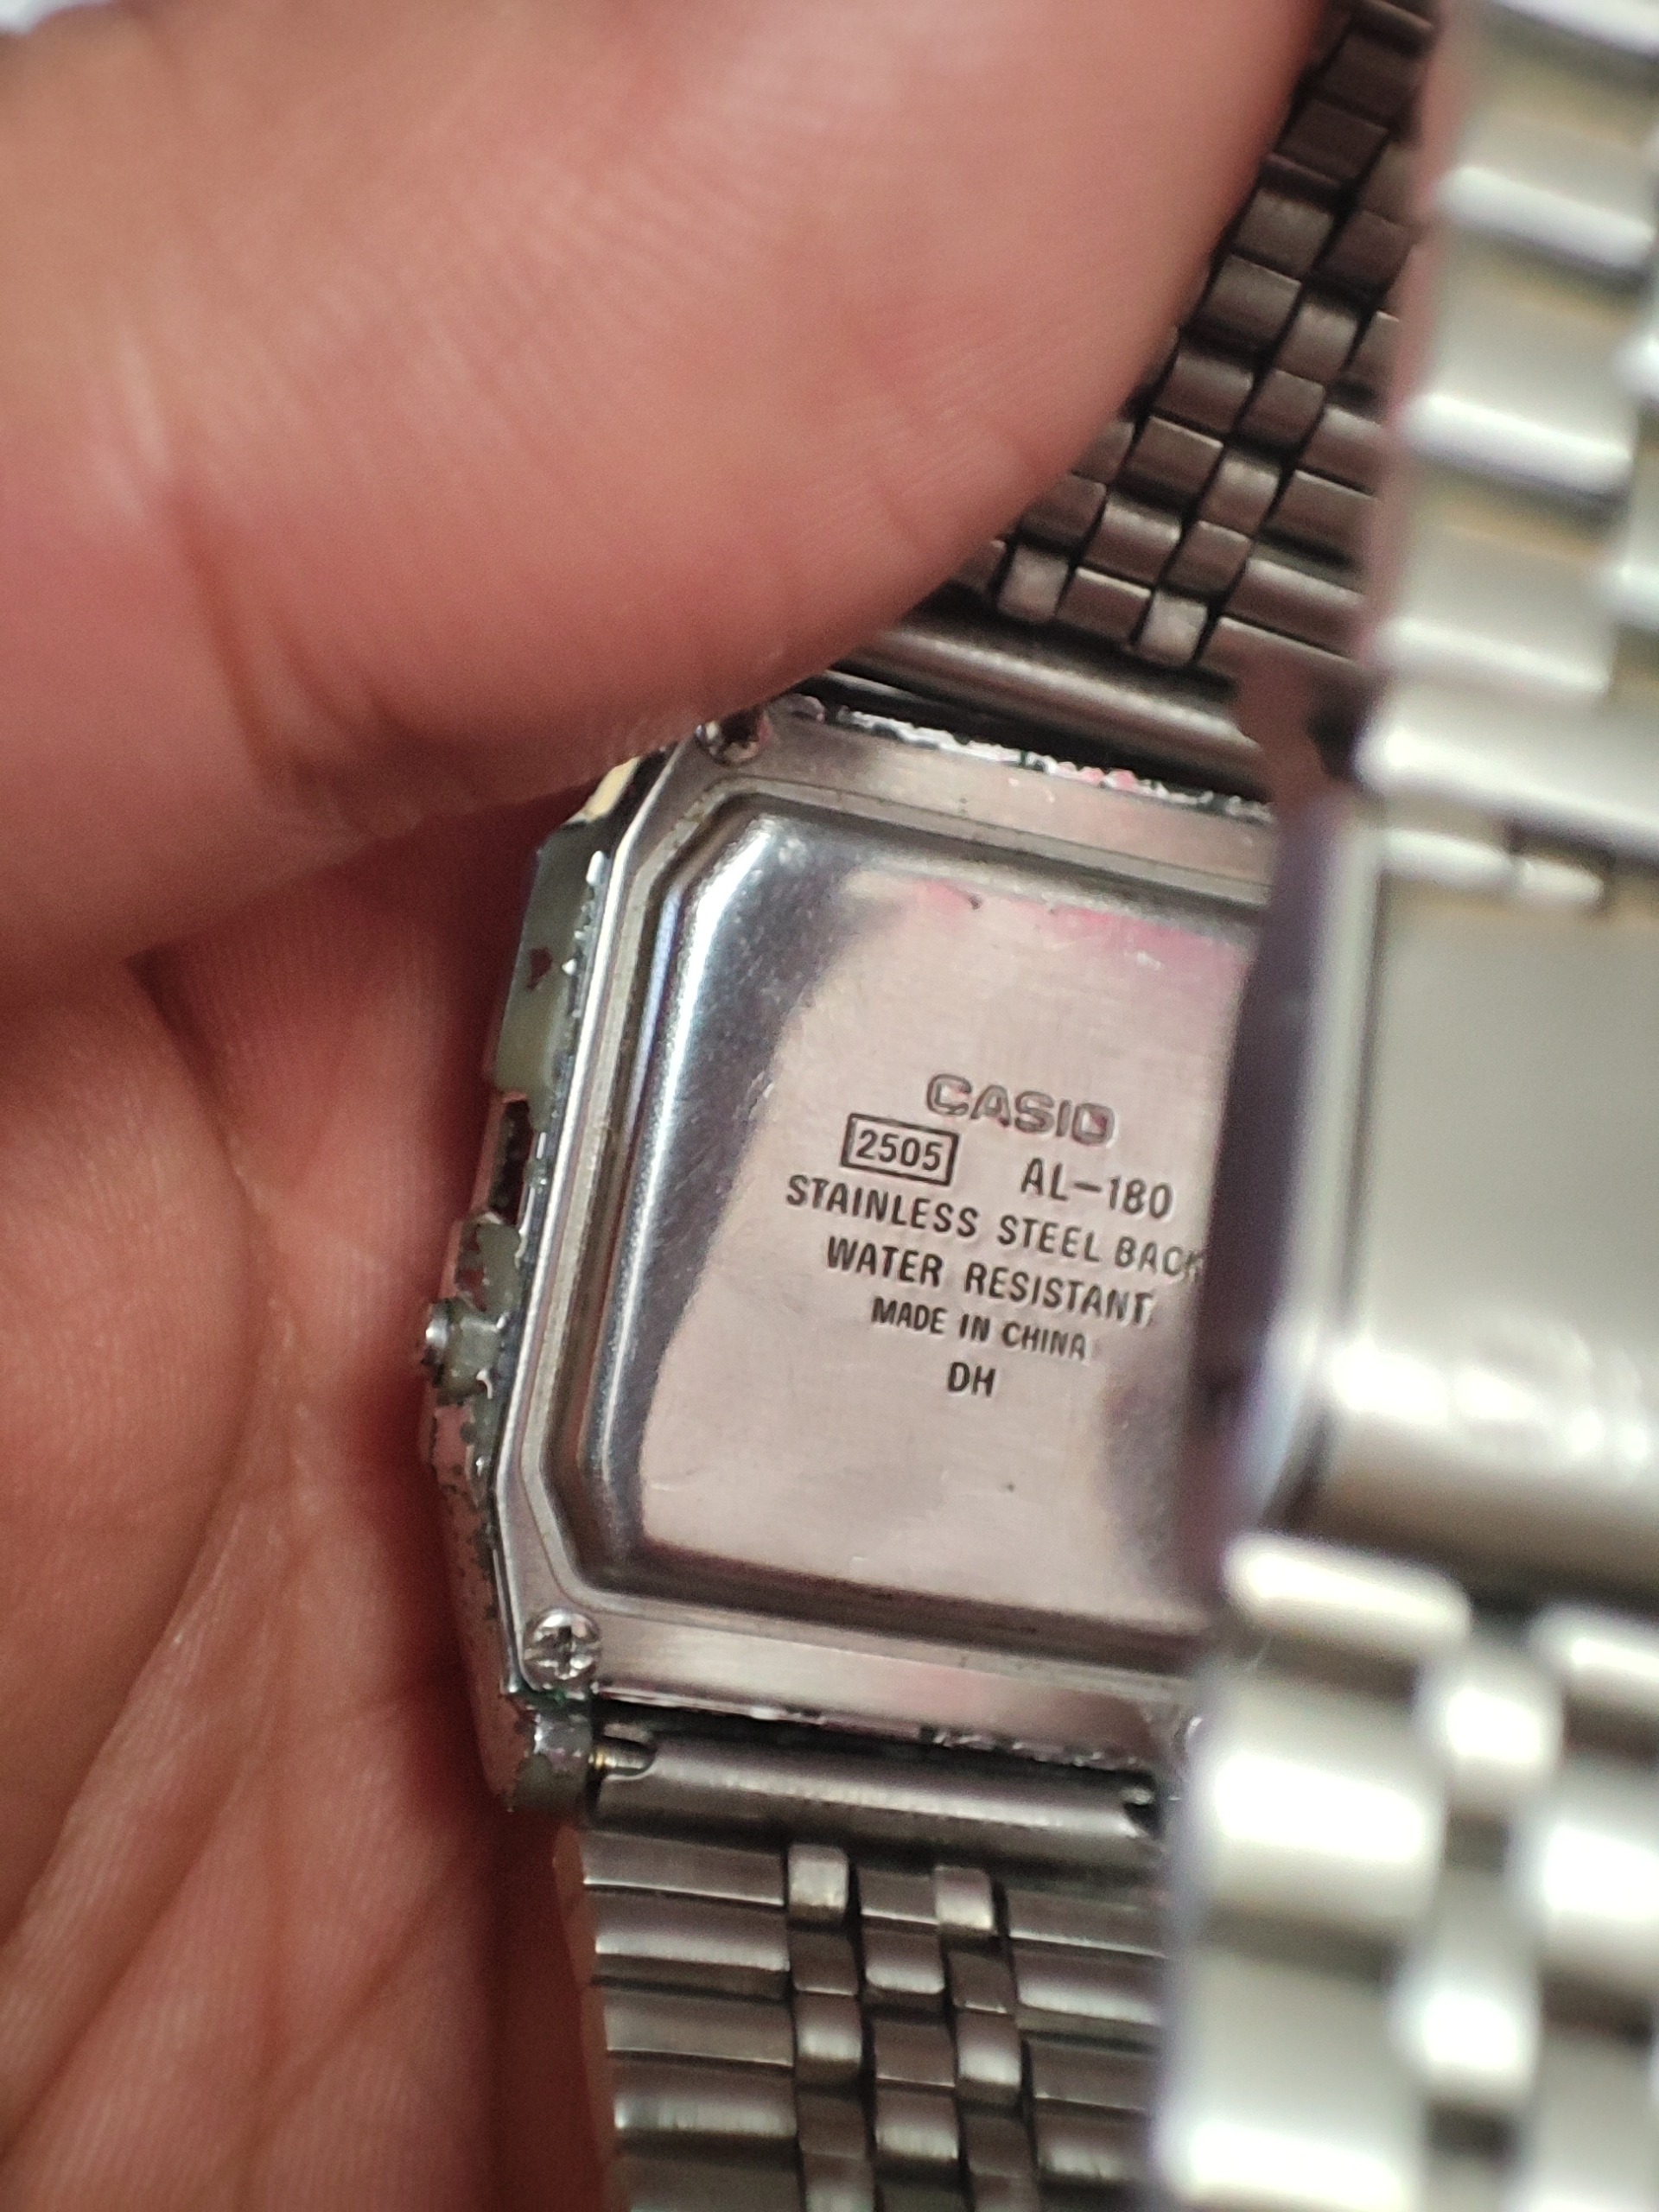 CASIO
2505 AL-180
STAINLESS STEEL BACK
WATER RESISTANT
MADE IN CHINA
DH